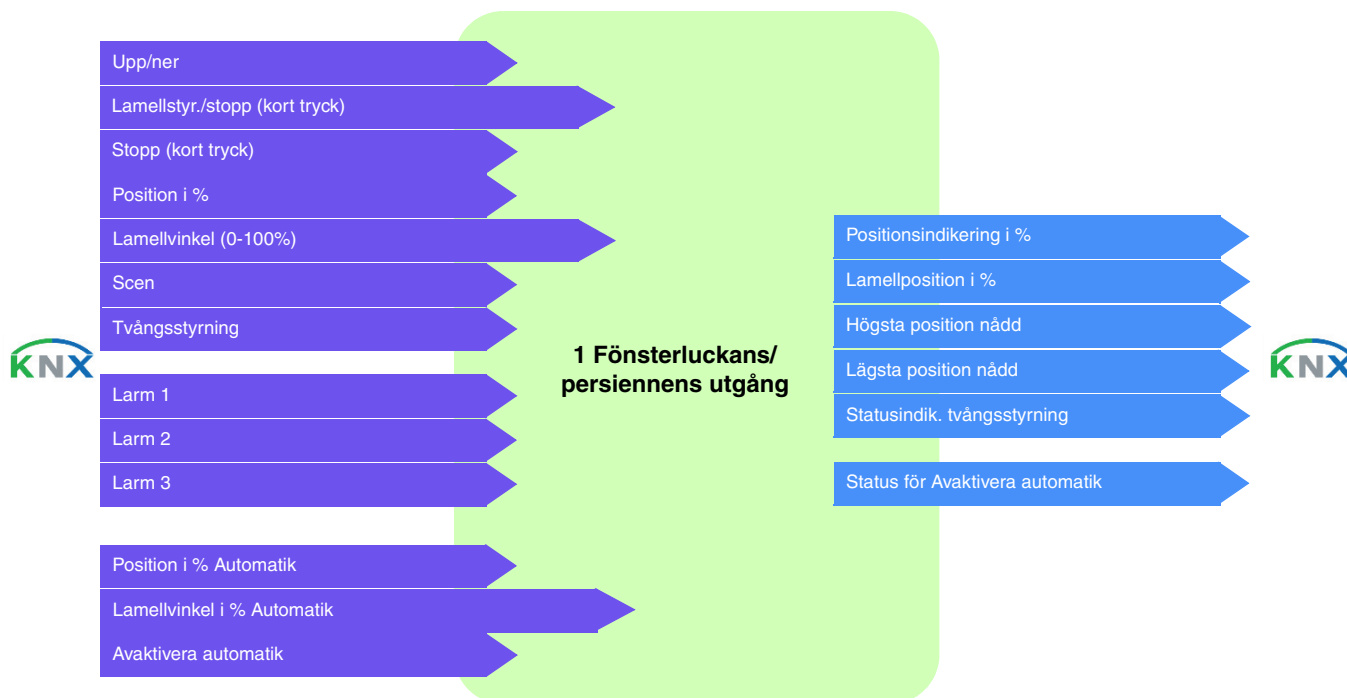 Upp/ner
Lamellstyr./stopp (kort tryck)
Stopp (kort tryck)
Position i %
Lamellvinkel (0-100%)
Scen
Tvångsstyrning
KNX
Larm 1
Larm 2
Larm 3
Position i % Automatik
Lamellvinkel i % Automatik
Avaktivera automatik
1 Fönsterluckans/
persiennens utgång
Positionsindikering i %
Lamellposition i %
Högsta position nådd
Lägsta position nådd
Statusindik. tvångsstyrning
Status för Avaktivera automatik
KNX